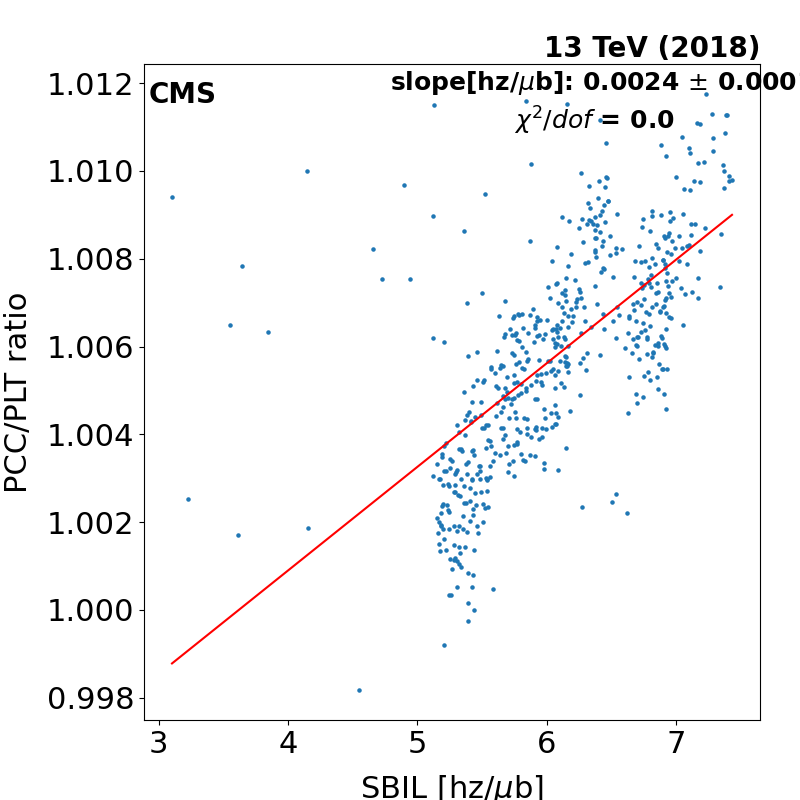 13 TeV (2018)
CMS
slope[hz/μb]: 0.0024 ± 0.000
χ²/dof = 0.0
1.012
1.010
1.008
1.006
1.004
1.002
1.000
0.998
PCC/PLT ratio
3 4 5 6 7
SBIL [hz/μb]